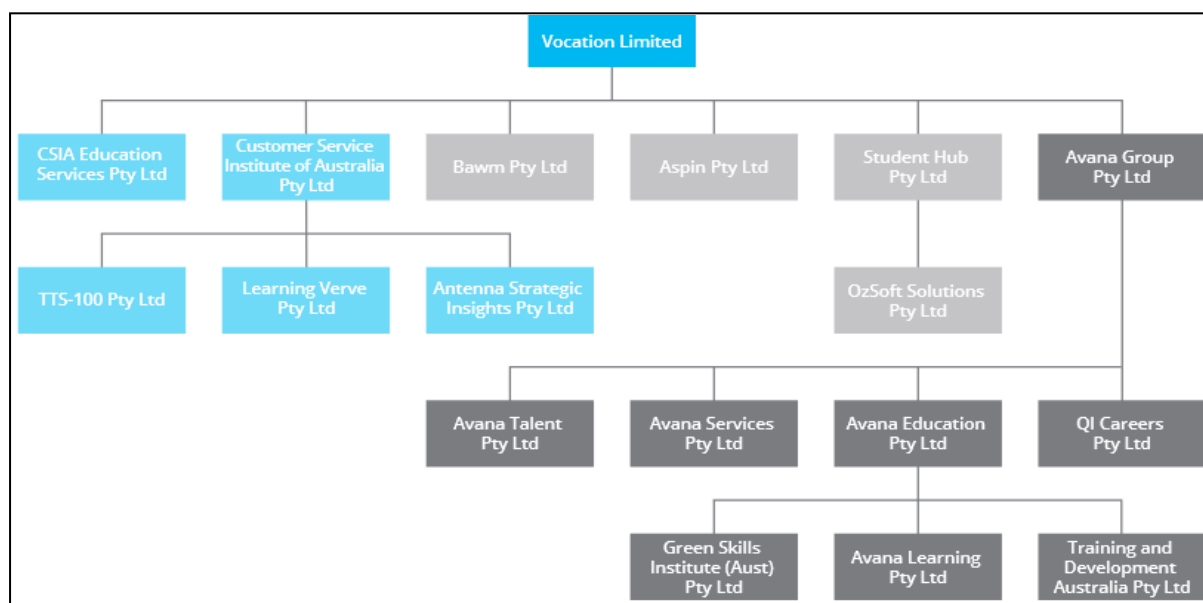 Vocation Limited
CSIA Education
Services Pty Ltd
Customer Service
Institute of Australia
Pty Ltd
Bawm Pty Ltd
Aspin Pty Ltd
Student Hub
Pty Ltd
Avana Group
Pty Ltd
TTS-100 Pty Ltd
Learning Verve
Pty Ltd
Antenna Strategic
Insights Pty Ltd
OzSoft Solutions
Pty Ltd
Avana Talent
Pty Ltd
Avana Services
Pty Ltd
Avana Education
Pty Ltd
QI Careers
Pty Ltd
Green Skills
Institute (Aust)
Pty Ltd
Avana Learning
Pty Ltd
Training and
Development
Australia Pty Ltd